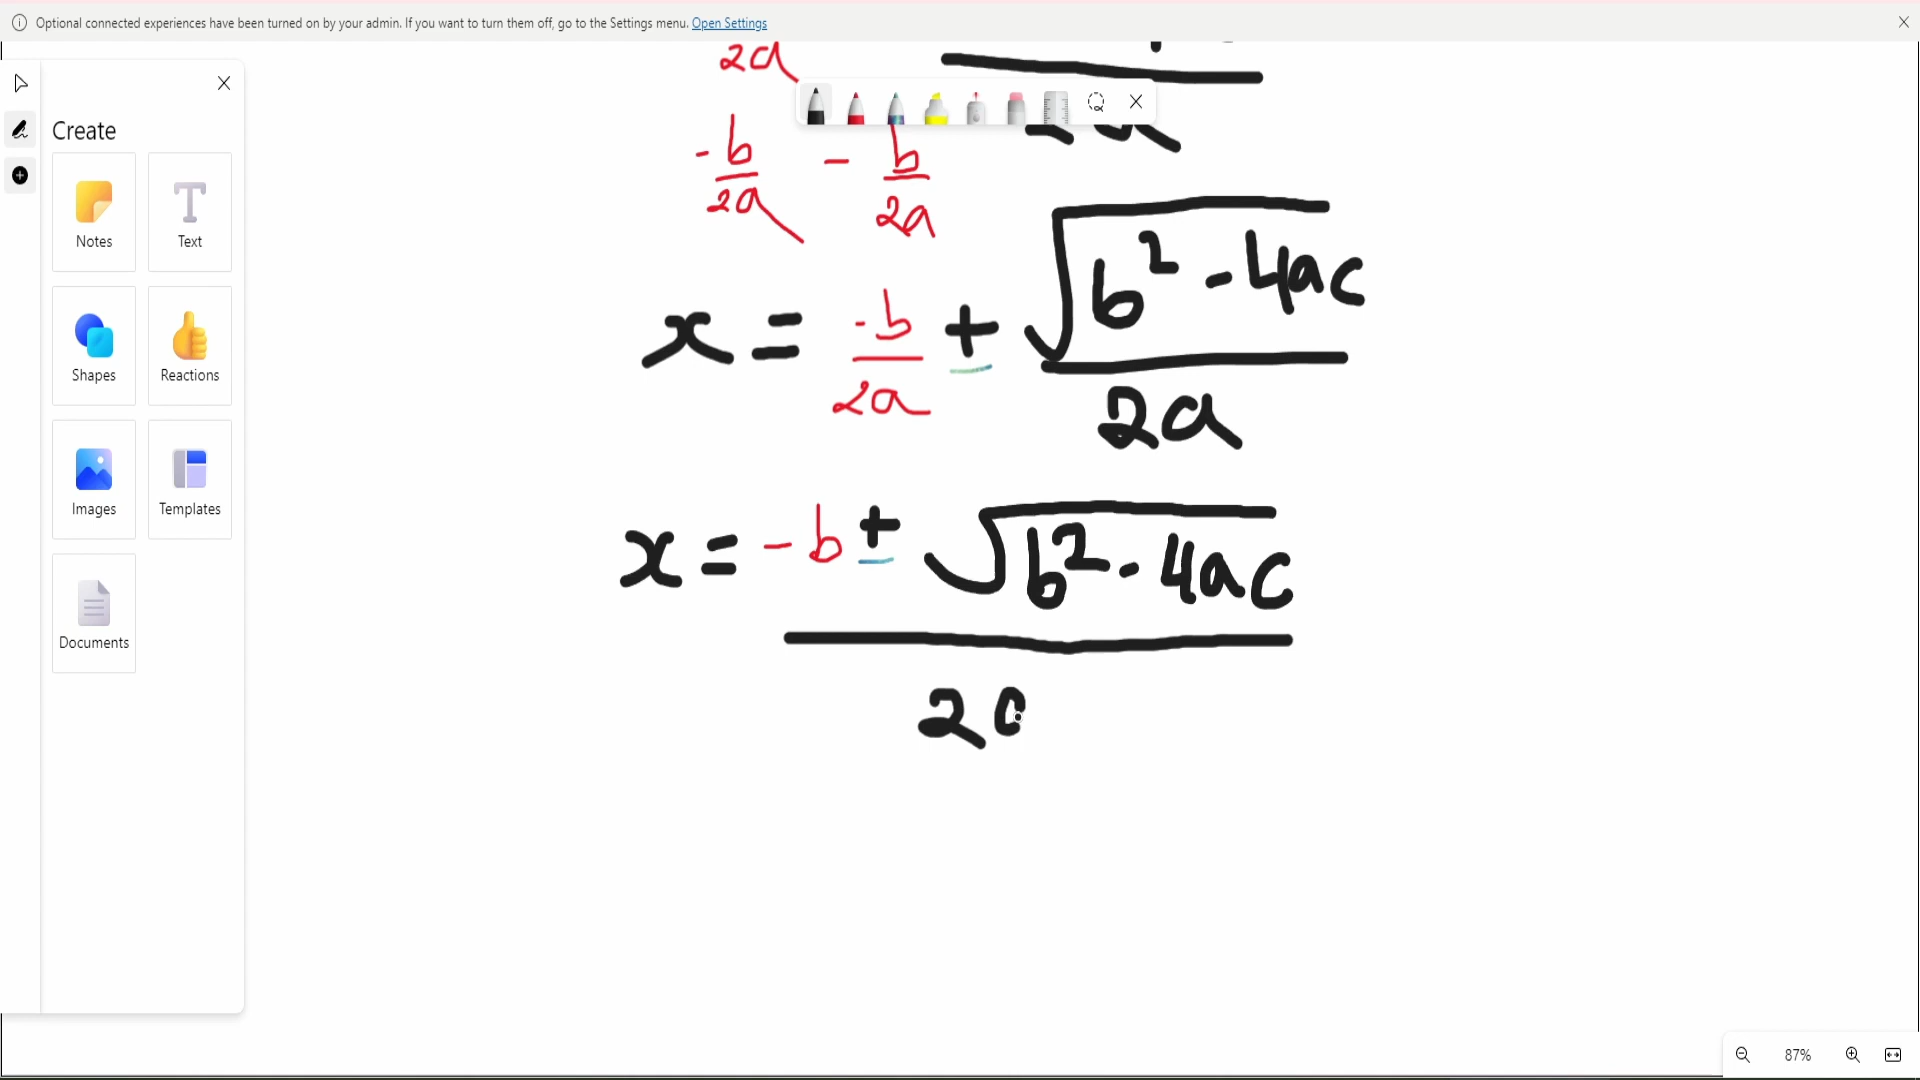 Optional connected experiences have been turned on by your admin. If you want to turn them off, go to the Settings menu. Open Settings
Create
Notes
Text
Shapes
Reactions
Images
Templates
Documents
2a
-b/2a - b/2a
x = -b/2a ± √(b² - 4ac)/2a
x = -b ± √(b² - 4ac)
2a
87%